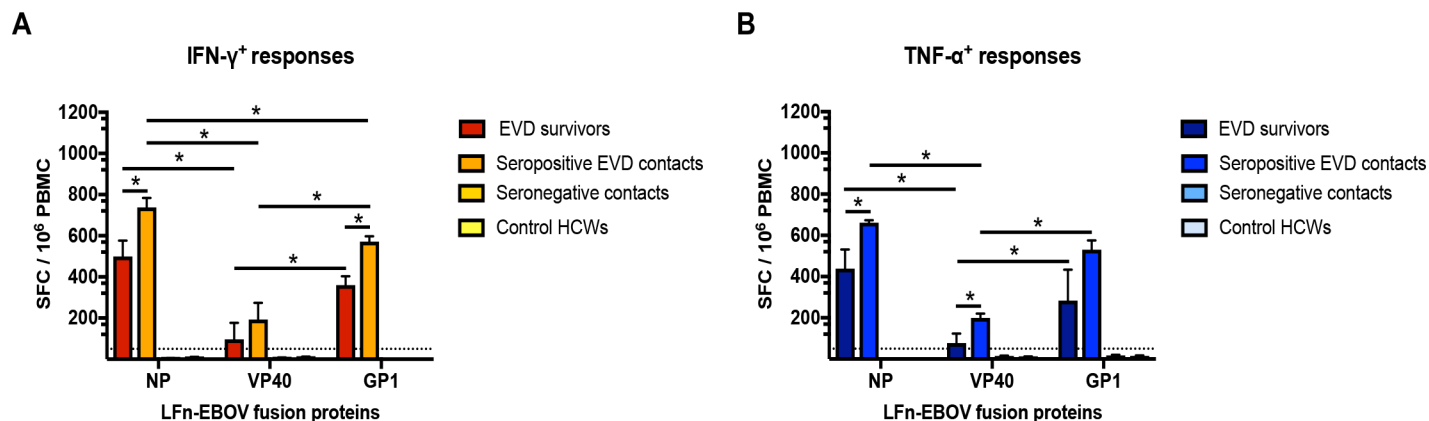 A
IFN-γ⁺ responses
SFC / 10⁶ PBMC
1200
1000
800
600
400
200
*
*
*
*
*
*
*
NP
VP40
GP1
LFn-EBOV fusion proteins
EVD survivors
Seropositive EVD contacts
Seronegative contacts
Control HCWs
B
TNF-α⁺ responses
SFC / 10⁶ PBMC
1200
1000
800
600
400
200
*
*
*
*
*
*
NP
VP40
GP1
LFn-EBOV fusion proteins
EVD survivors
Seropositive EVD contacts
Seronegative contacts
Control HCWs